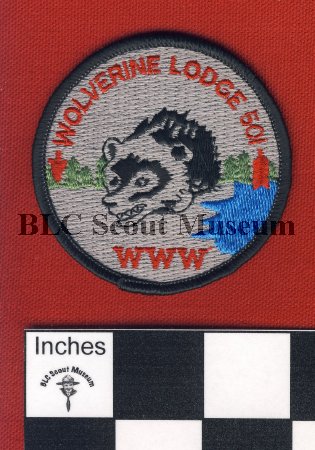 WOLVERINE LODGE 501
BLC Scout Museum
WWW
Inches
BLC Scout Museum